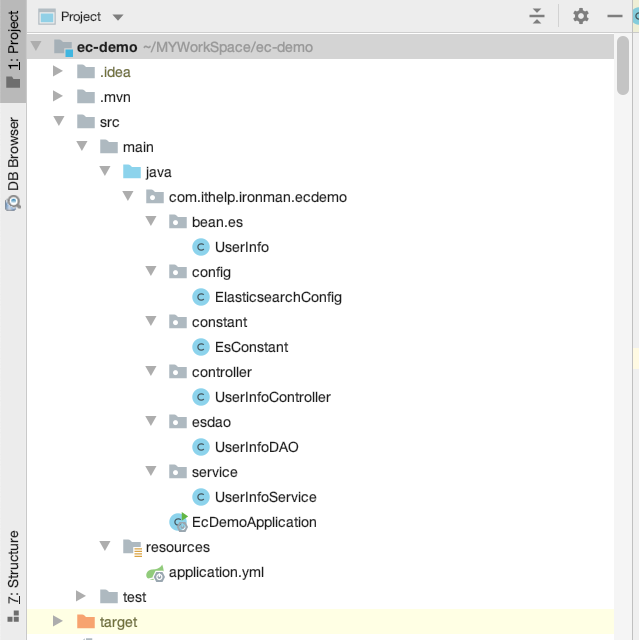 Project
1: Project
DB Browser
7: Structure
ec-demo ~/MYWorkSpace/ec-demo
.idea
.mvn
src
main
java
com.ithelp.ironman.ecdemo
bean.es
UserInfo
config
ElasticsearchConfig
constant
EsConstant
controller
UserInfoController
esdao
UserInfoDAO
service
UserInfoService
EcDemoApplication
resources
application.yml
test
target